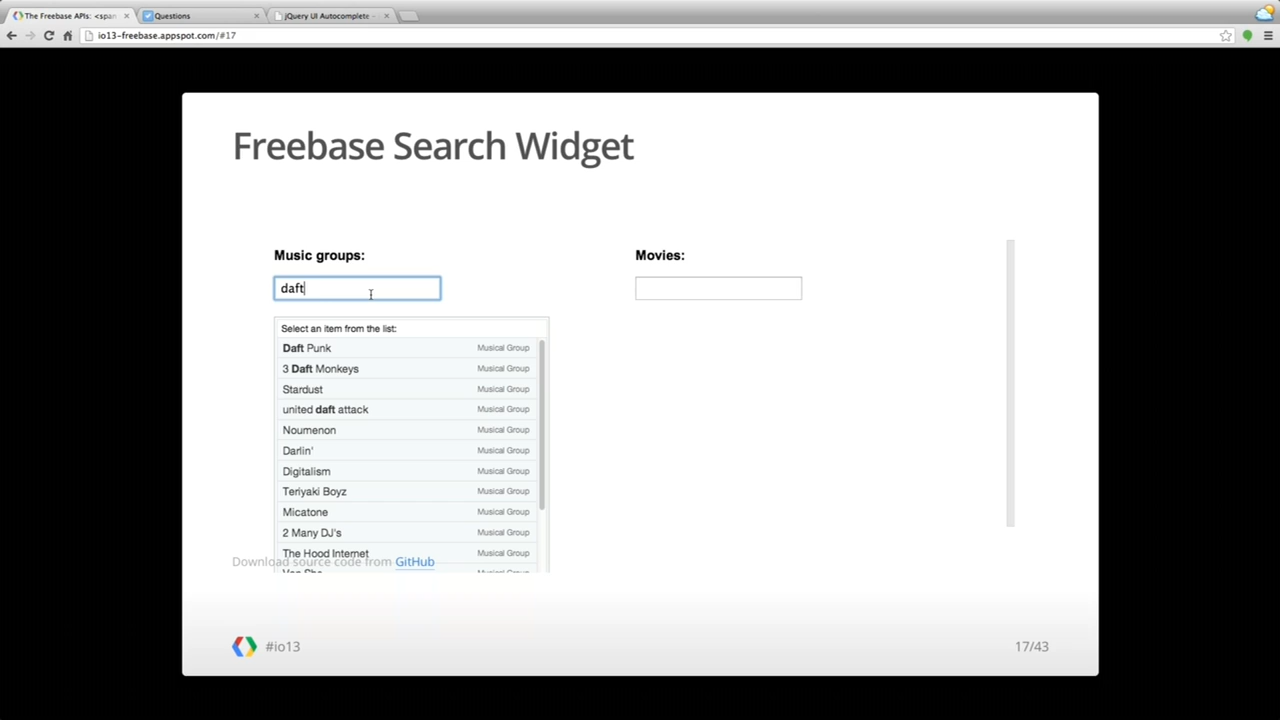 The Freebase APIs: <span
Questions
jQuery UI Autocomplete -
io13-freebase.appspot.com/#17
Freebase Search Widget
Music groups:
Movies:
daft
Select an item from the list:
Daft Punk Musical Group
3 Daft Monkeys Musical Group
Stardust Musical Group
united daft attack Musical Group
Noumenon Musical Group
Darlin' Musical Group
Digitalism Musical Group
Teriyaki Boyz Musical Group
Micatone Musical Group
2 Many DJ's Musical Group
The Hood Internet Musical Group
Download source code from GitHub
#io13
17/43